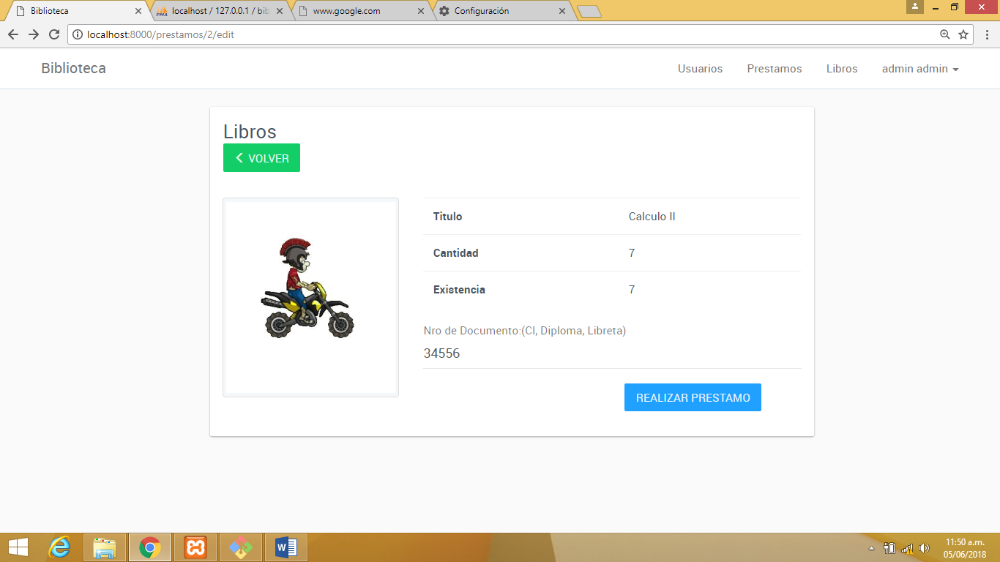 Biblioteca
localhost / 127.0.0.1 / bib
www.google.com
Configuración
localhost:8000/prestamos/2/edit
Biblioteca
Usuarios
Prestamos
Libros
admin admin
Libros
VOLVER
Titulo Calculo II
Cantidad 7
Existencia 7
Nro de Documento:(CI, Diploma, Libreta)
34556
REALIZAR PRESTAMO
11:50 a.m.
05/06/2018